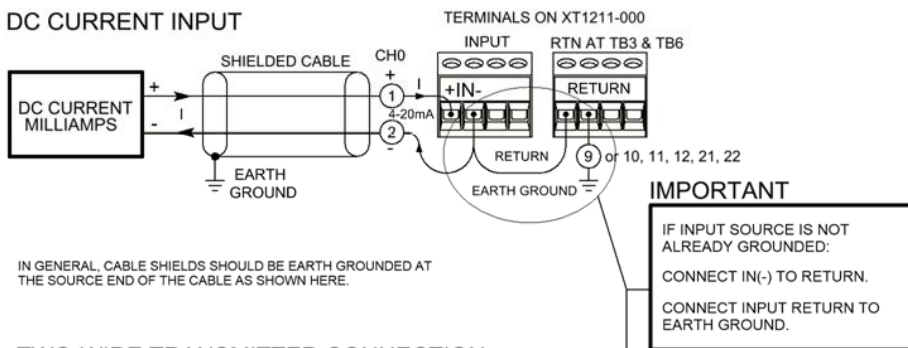 DC CURRENT INPUT
TERMINALS ON XT1211-000
INPUT
RTN AT TB3 & TB6
SHIELDED CABLE
CH0
+
+
I
+IN-
RETURN
DC CURRENT
MILLIAMPS
1
4-20mA
-
I
2
-
RETURN
9 or 10, 11, 12, 21, 22
EARTH
GROUND
EARTH GROUND
IMPORTANT
IF INPUT SOURCE IS NOT
ALREADY GROUNDED:
CONNECT IN(-) TO RETURN.
CONNECT INPUT RETURN TO
EARTH GROUND.
IN GENERAL, CABLE SHIELDS SHOULD BE EARTH GROUNDED AT
THE SOURCE END OF THE CABLE AS SHOWN HERE.